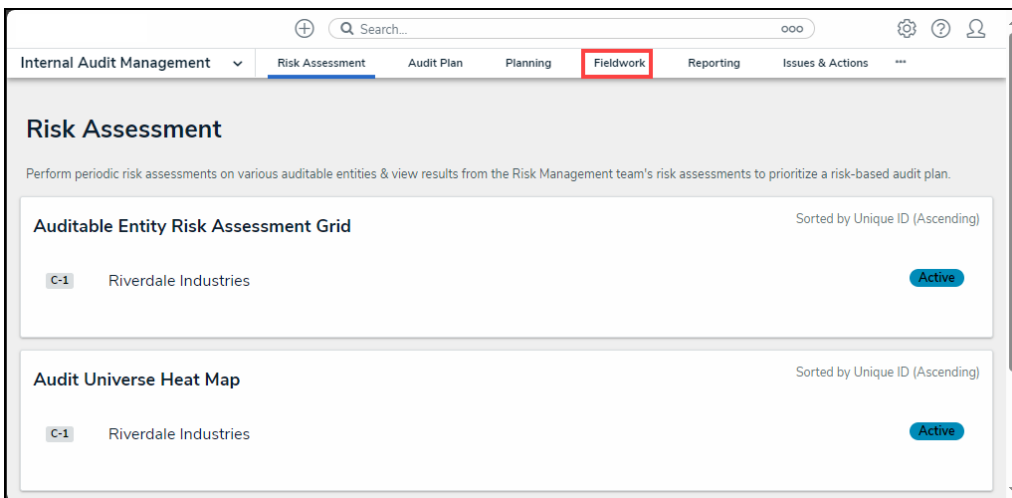 Search... ooo
Internal Audit Management Risk Assessment Audit Plan Planning Fieldwork Reporting Issues & Actions
Risk Assessment
Perform periodic risk assessments on various auditable entities & view results from the Risk Management team's risk assessments to prioritize a risk-based audit plan.
Auditable Entity Risk Assessment Grid Sorted by Unique ID (Ascending)
C-1 Riverdale Industries Active
Audit Universe Heat Map Sorted by Unique ID (Ascending)
C-1 Riverdale Industries Active